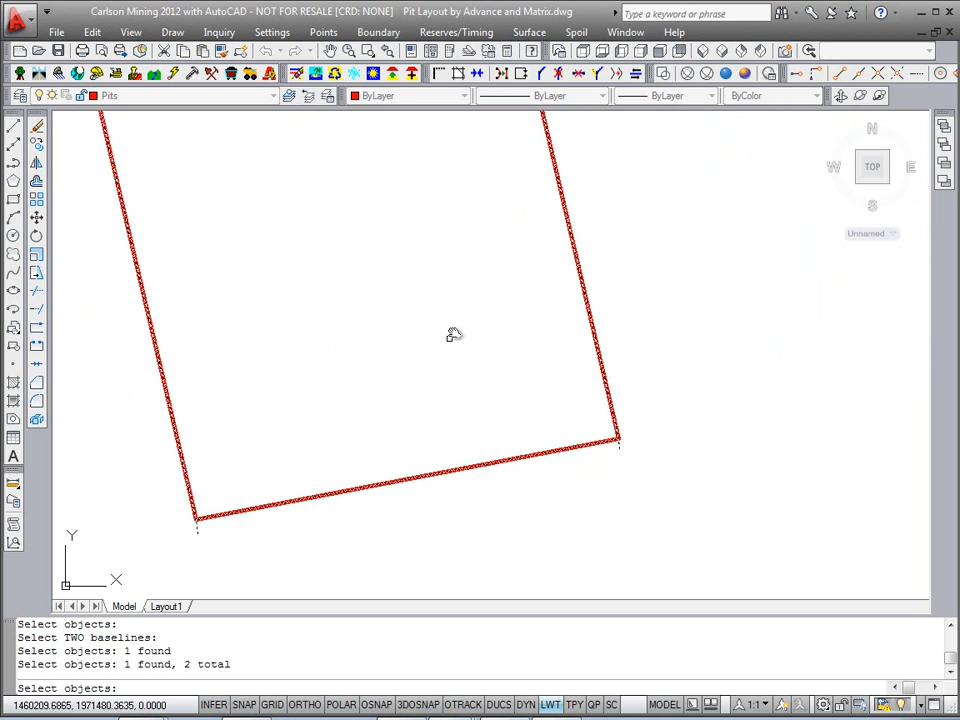 Carlson Mining 2012 with AutoCAD - NOT FOR RESALE [CRD: NONE] Pit Layout by Advance and Matrix.dwg
Type a keyword or phrase
File Edit View Draw Inquiry Settings Points Boundary Reserves/Timing Surface Spoil Window Help
Pits ByLayer ByLayer ByLayer ByColor
N
W TOP E
S
Unnamed
Y
X
A
Model Layout1
Select objects:
Select TWO baselines:
Select objects: 1 found
Select objects: 1 found, 2 total
Select objects:
1460209.6865, 1971480.3635, 0.0000 INFER SNAP GRID ORTHO POLAR OSNAP 3DOSNAP OTRACK DUCS DYN LWT TPY QP SC MODEL 1:1